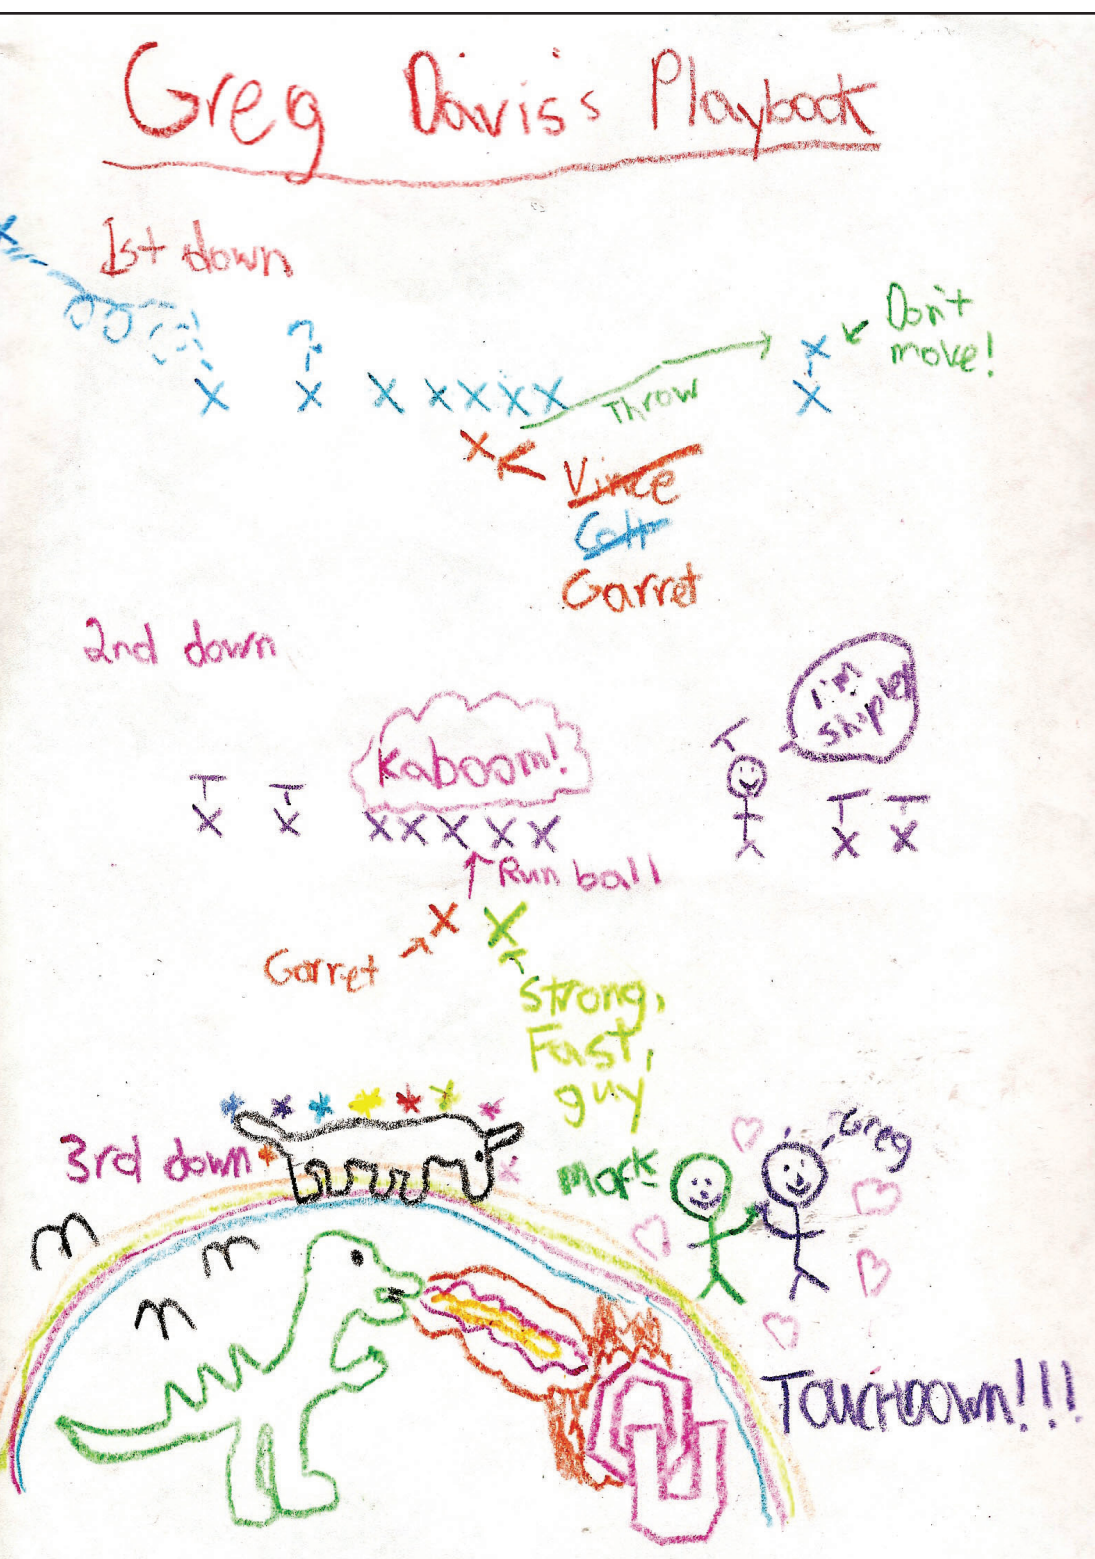 Greg Davis's Playbook
1st down
Don't
move!
Throw
Vince
Colt
Garret
2nd down
I'm
Shipley
Kaboom!
Run ball
Garret
Strong,
Fast,
guy
3rd down
Mack
Greg
OU
Touchdown!!!